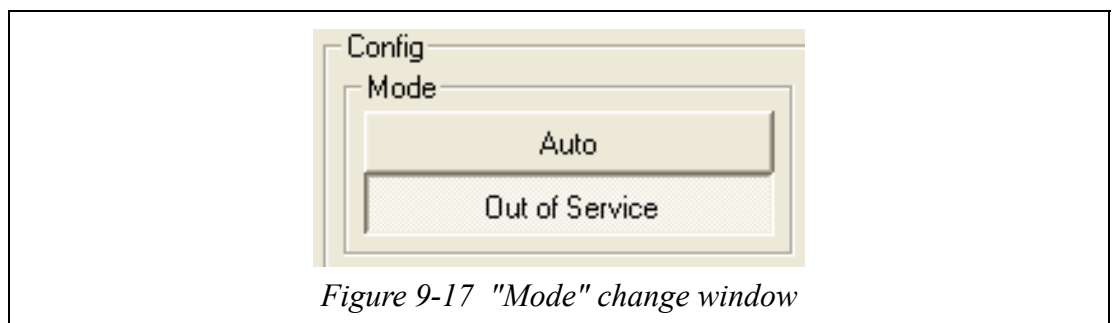 Config
Mode
Auto
Out of Service
Figure 9-17 "Mode" change window